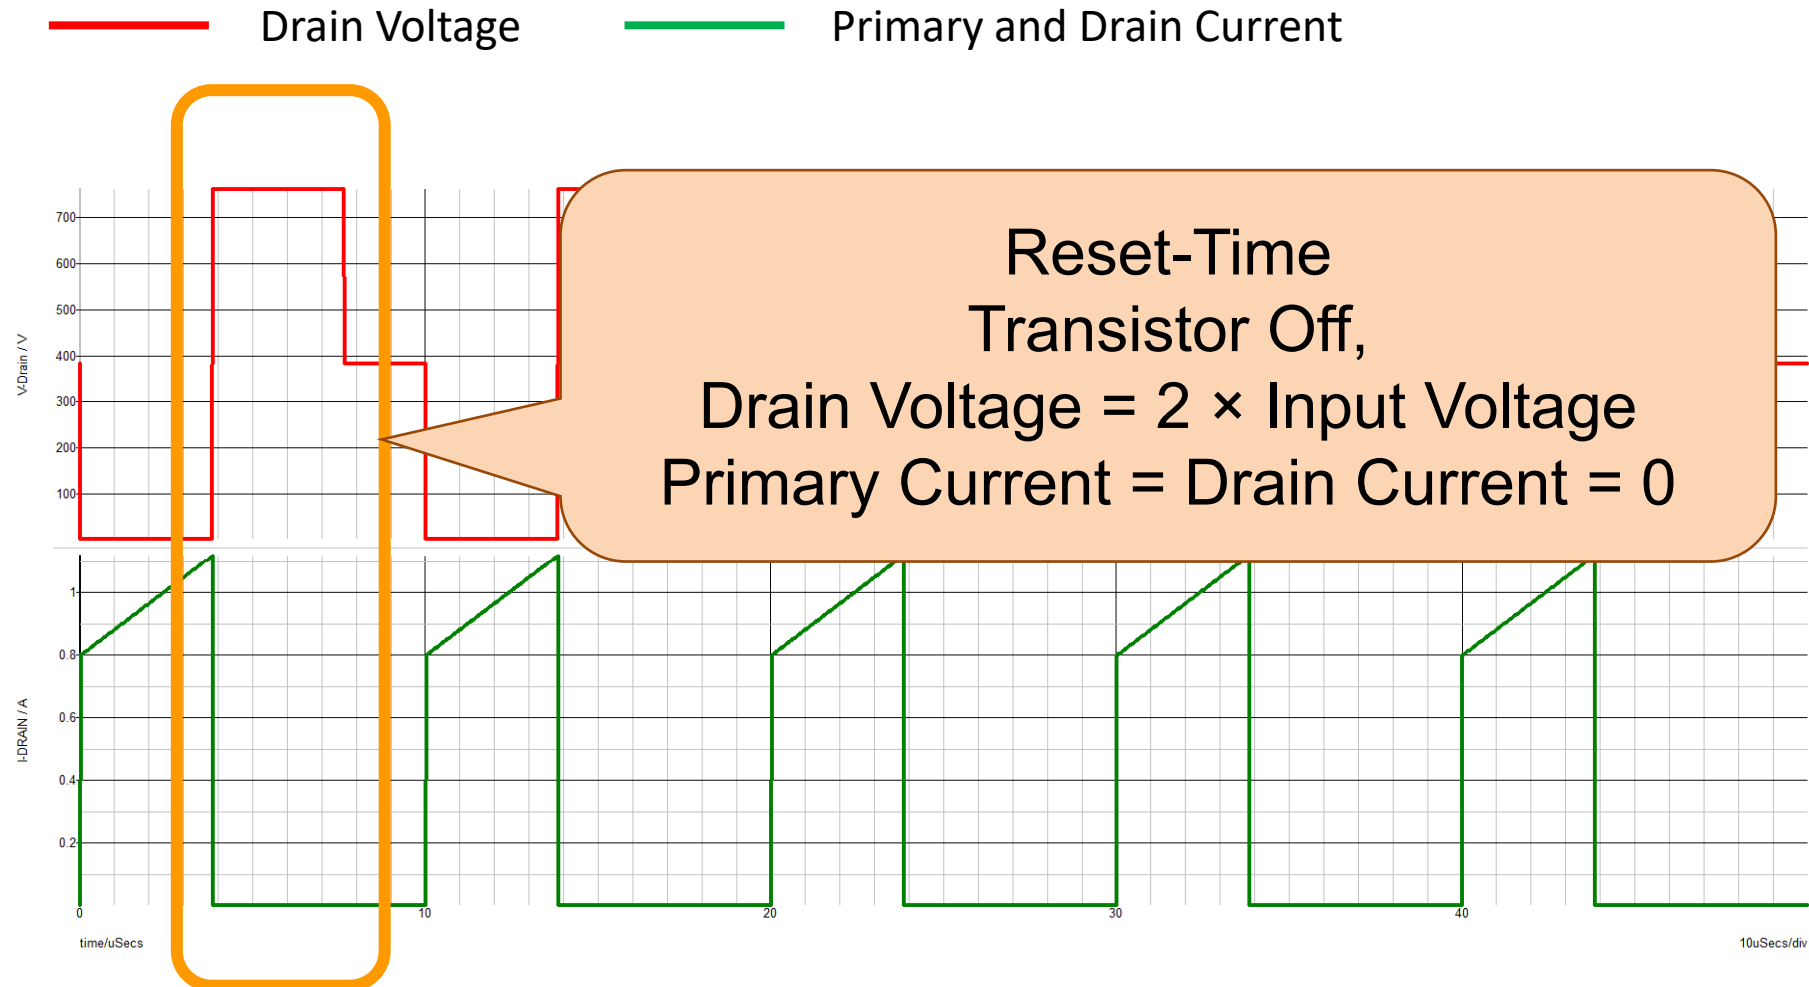 Drain Voltage
Primary and Drain Current
Reset-Time
Transistor Off,
Drain Voltage = 2 × Input Voltage
Primary Current = Drain Current = 0
V-Drain / V
700
600
500
400
300
200
100
I-DRAIN / A
1
0.8
0.6
0.4
0.2
0
10
20
30
40
time/uSecs
10uSecs/div